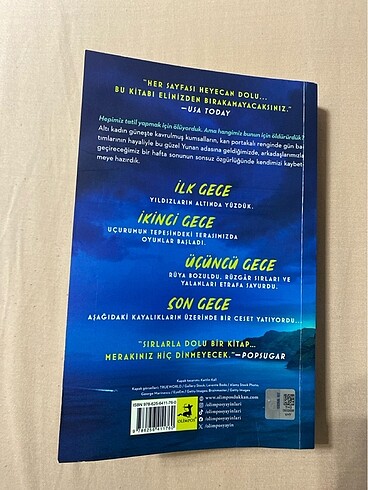 "HER SAYFASI HEYECAN DOLU...
BU KİTABI ELİNİZDEN BIRAKAMAYACAKSINIZ."
—USA TODAY
Hepimiz tatil yapmak için ölüyorduk. Ama hangimiz bunun için öldürürdük?
Altı kadın güneşte kavrulmuş kumsalların, kan portakalı renginde gün ba-
tımlarının hayaliyle bu güzel Yunan adasına geldiğimizde, arkadaşlarımızla
geçireceğimiz bir hafta sonunun sonsuz özgürlüğünde kendimizi kaybet-
meye hazırdık.
İLK GECE
YILDIZLARIN ALTINDA YÜZDÜK.
İKİNCİ GECE
UÇURUMUN TEPESİNDEKİ TERASIMIZDA
OYUNLAR BAŞLADI.
ÜÇÜNCÜ GECE
RÜYA BOZULDU. RÜZGÂR SIRLARI VE
YALANLARI ETRAFA SAVURDU.
SON GECE
AŞAĞIDAKİ KAYALIKLARIN ÜZERİNDE BİR CESET YATIYORDU...
"SIRLARLA DOLU BİR KİTAP...
MERAKINIZ HİÇ DİNMEYECEK."—POPSUGAR
OLIMPOS
www.olimposdukkan.com
/olimposyayinlari
/olimposyayinlari
/olimposyayin